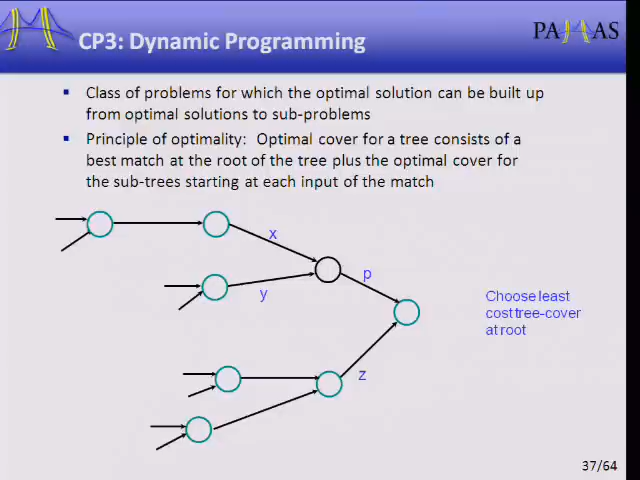 CP3: Dynamic Programming
PA AS
Class of problems for which the optimal solution can be built up
from optimal solutions to sub-problems
Principle of optimality: Optimal cover for a tree consists of a
best match at the root of the tree plus the optimal cover for
the sub-trees starting at each input of the match
x
y
p
z
Choose least
cost tree-cover
at root
37/64